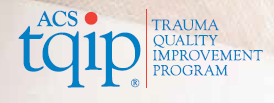 ACS
tqip®
TRAUMA
QUALITY
IMPROVEMENT
PROGRAM